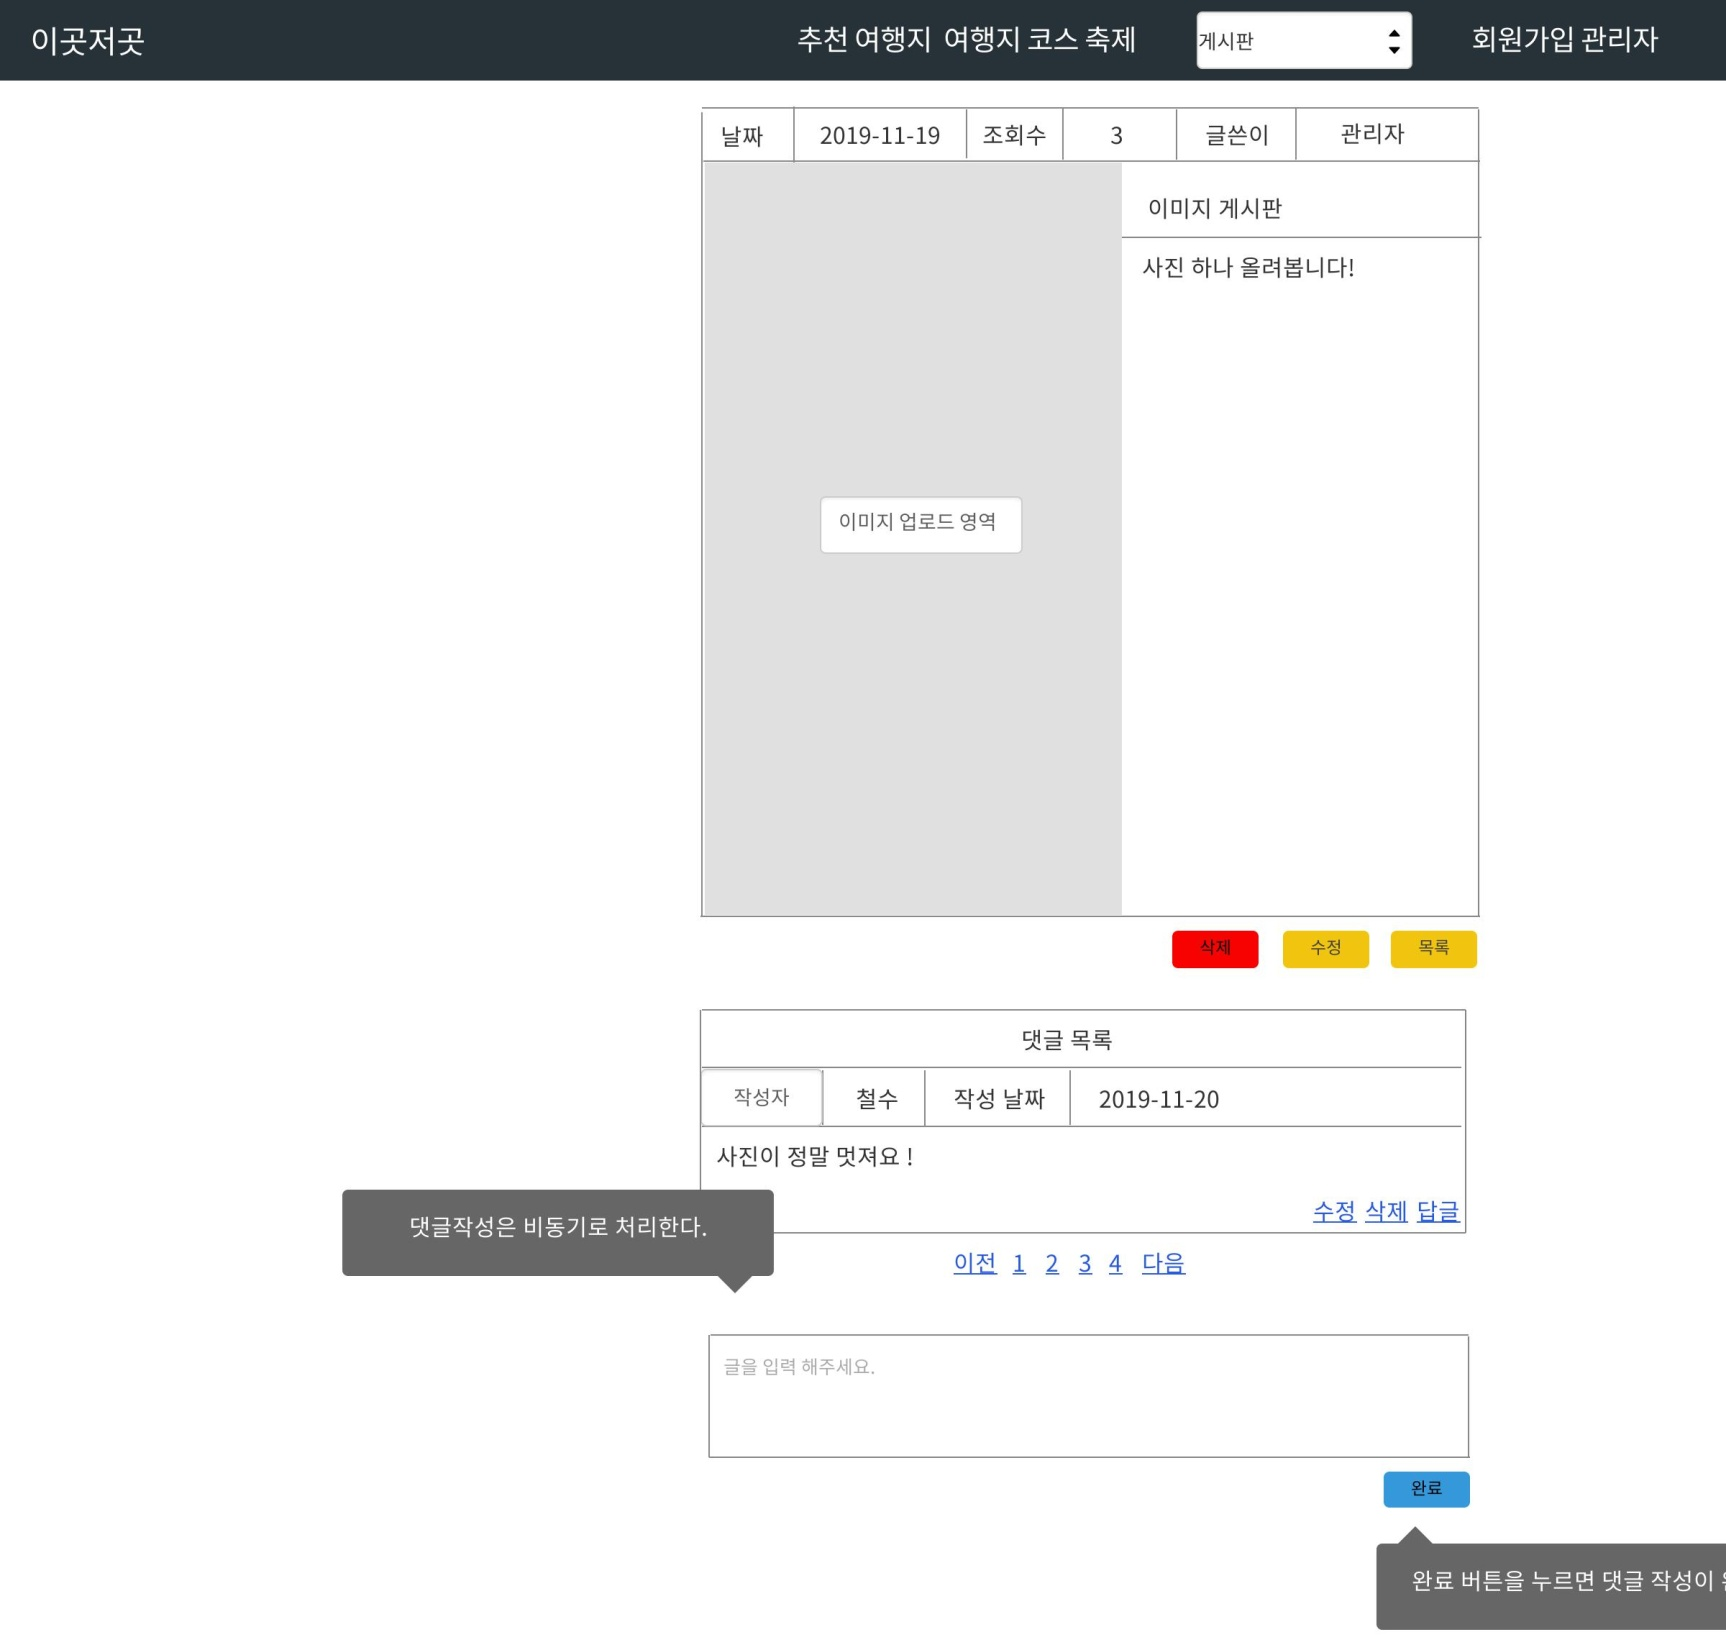 이곳저곳 추천 여행지 여행지 코스 축제 게시판 회원가입 관리자
날짜 2019-11-19 조회수 3 글쓴이 관리자
이미지 게시판
사진 하나 올려봅니다!
이미지 업로드 영역
삭제 수정 목록
댓글 목록
작성자 철수 작성 날짜 2019-11-20
사진이 정말 멋져요 !
수정 삭제 답글
댓글작성은 비동기로 처리한다.
이전 1 2 3 4 다음
글을 입력 해주세요.
완료
완료 버튼을 누르면 댓글 작성이